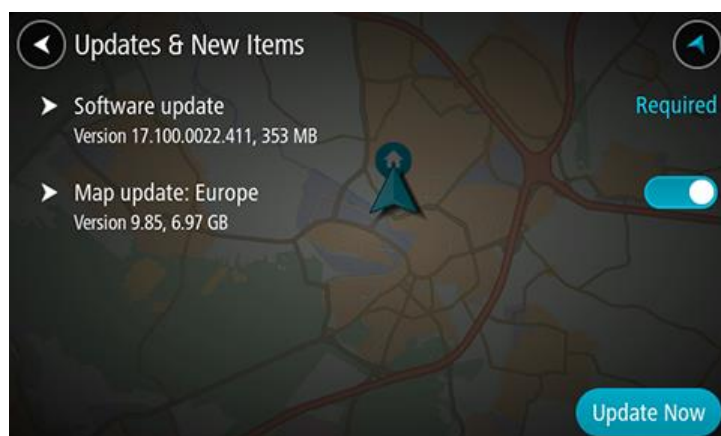 Updates & New Items
Software update
Required
Version 17.100.0022.411, 353 MB
Map update: Europe
Version 9.85, 6.97 GB
Update Now